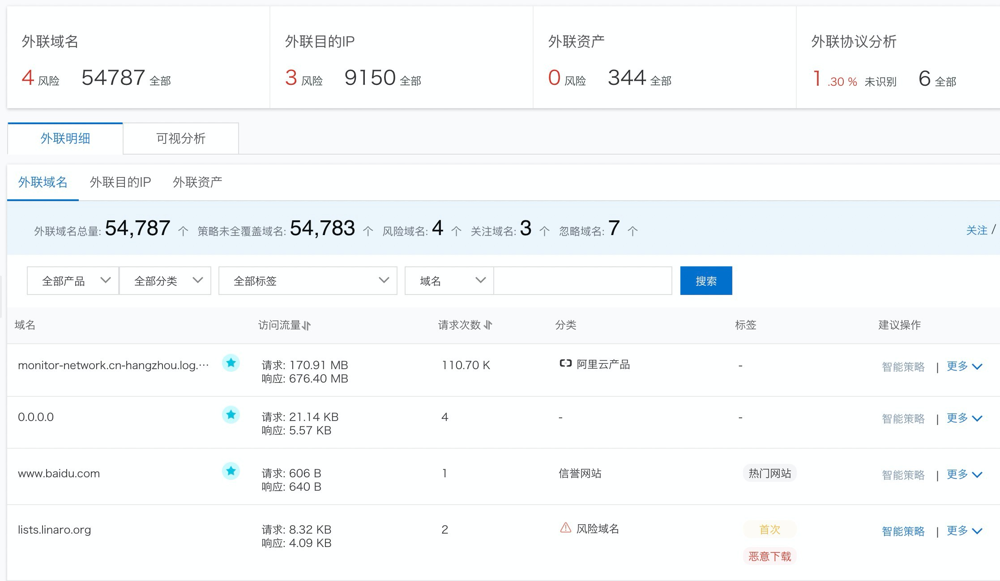 外联域名 外联目的IP 外联资产 外联协议分析
4 风险 54787 全部 3 风险 9150 全部 0 风险 344 全部 1.30 % 未识别 6 全部
外联明细 可视分析
外联域名 外联目的IP 外联资产
外联域名总量: 54,787 个 策略未全覆盖域名: 54,783 个 风险域名: 4 个 关注域名: 3 个 忽略域名: 7 个 关注 /
全部产品 全部分类 全部标签 域名 搜索
域名 访问流量 请求次数 分类 标签 建议操作
monitor-network.cn-hangzhou.log.··· 请求: 170.91 MB 110.70 K 阿里云产品 - 智能策略 | 更多
响应: 676.40 MB
0.0.0.0 请求: 21.14 KB 4 - - 智能策略 | 更多
响应: 5.57 KB
www.baidu.com 请求: 606 B 1 信誉网站 热门网站 智能策略 | 更多
响应: 640 B
lists.linaro.org 请求: 8.32 KB 2 风险域名 首次 智能策略 | 更多
响应: 4.09 KB
恶意下载